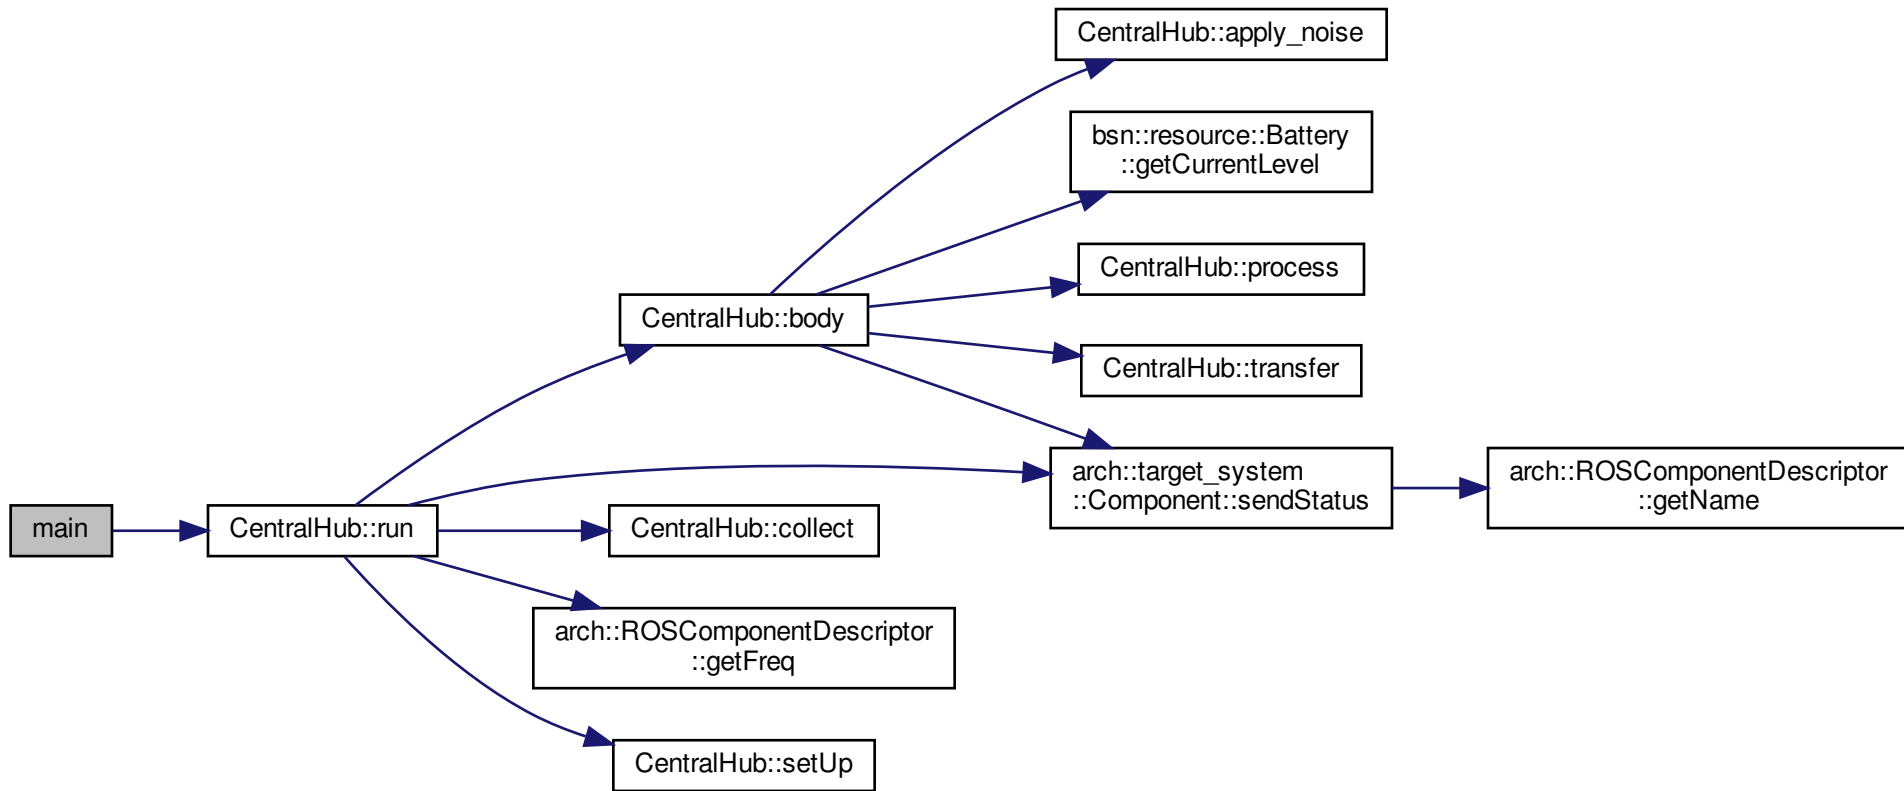 CentralHub::apply_noise
bsn::resource::Battery
::getCurrentLevel
CentralHub::process
CentralHub::body
CentralHub::transfer
arch::target_system
::Component::sendStatus
arch::ROSComponentDescriptor
::getName
main
CentralHub::run
CentralHub::collect
arch::ROSComponentDescriptor
::getFreq
CentralHub::setUp